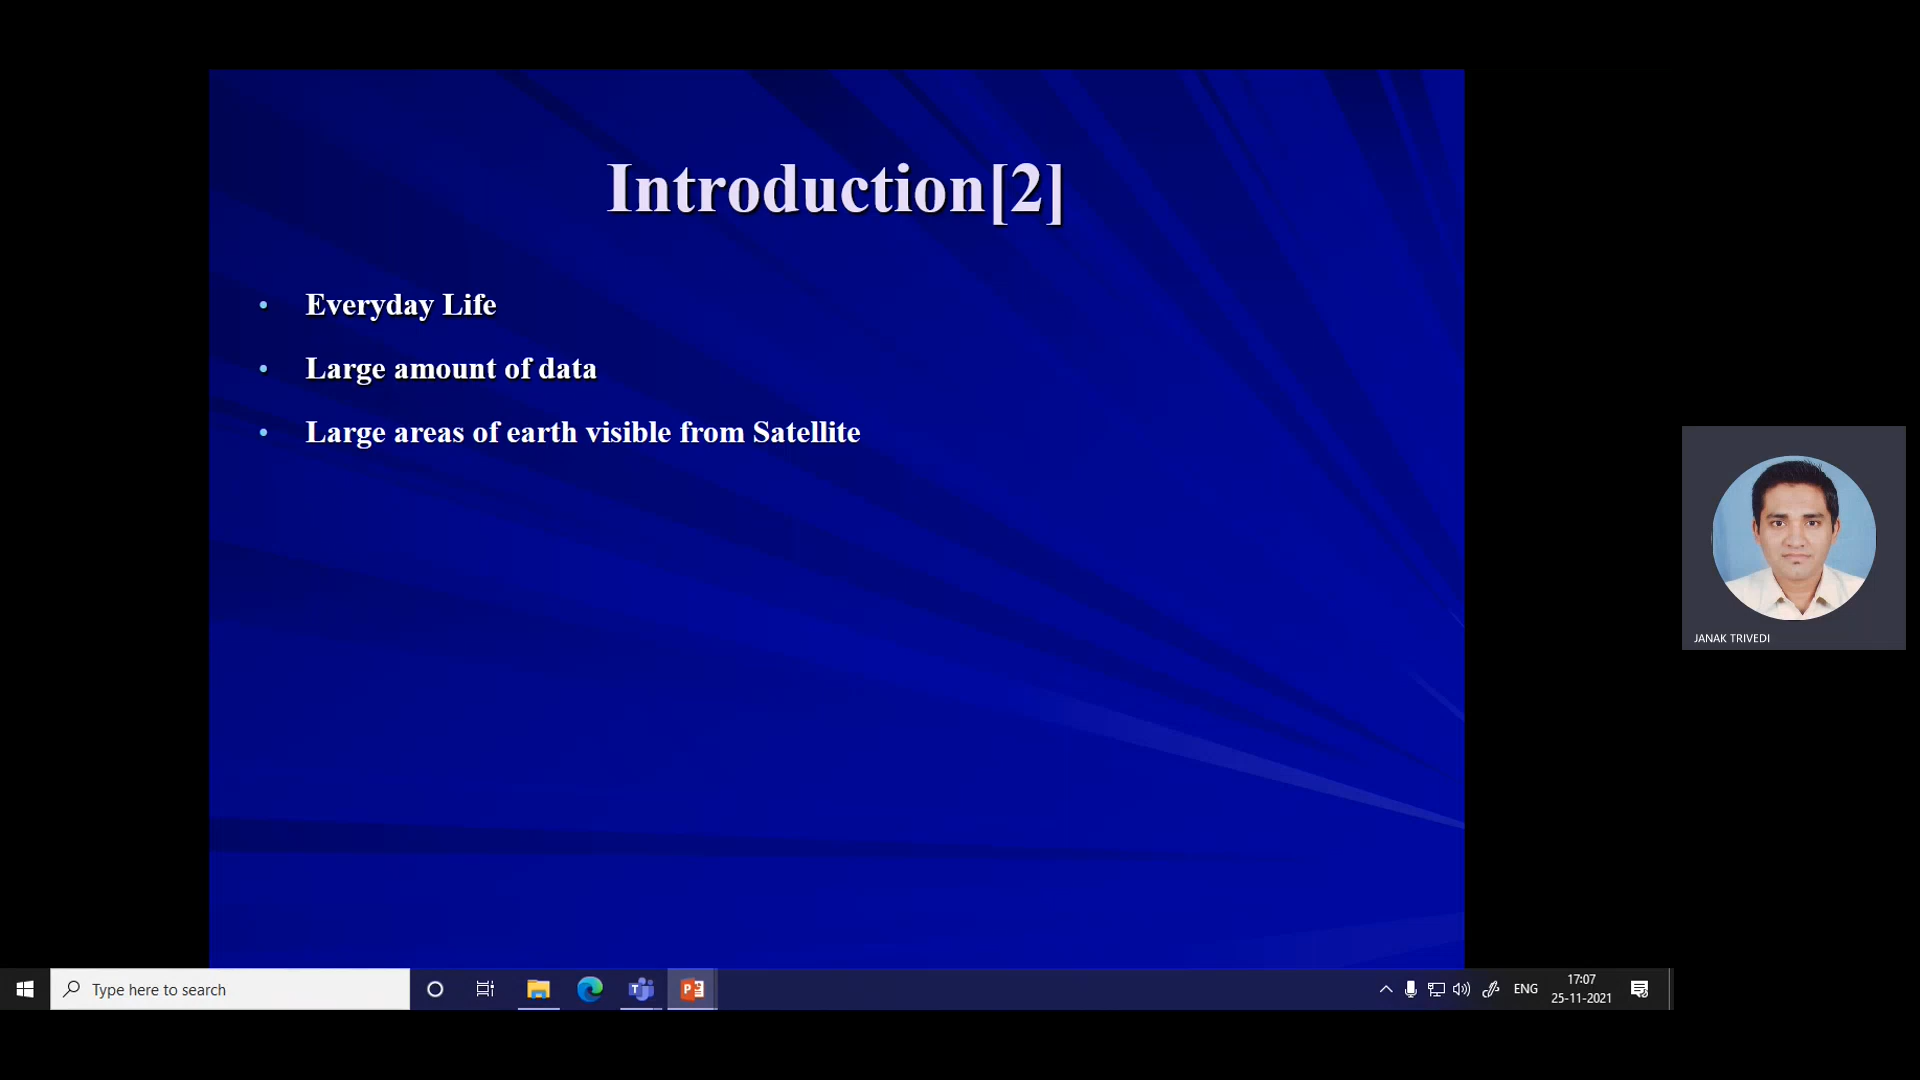 Introduction[2]
• Everyday Life
• Large amount of data
• Large areas of earth visible from Satellite
JANAK TRIVEDI
Type here to search
ENG
17:07
25-11-2021